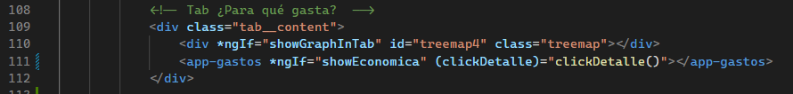 108 <!-- Tab ¿Para qué gasta? -->
109 <div class="tab__content">
110 <div *ngIf="showGraphInTab" id="treemap4" class="treemap"></div>
111 <app-gastos *ngIf="showEconomica" (clickDetalle)="clickDetalle()"></app-gastos>
112 </div>